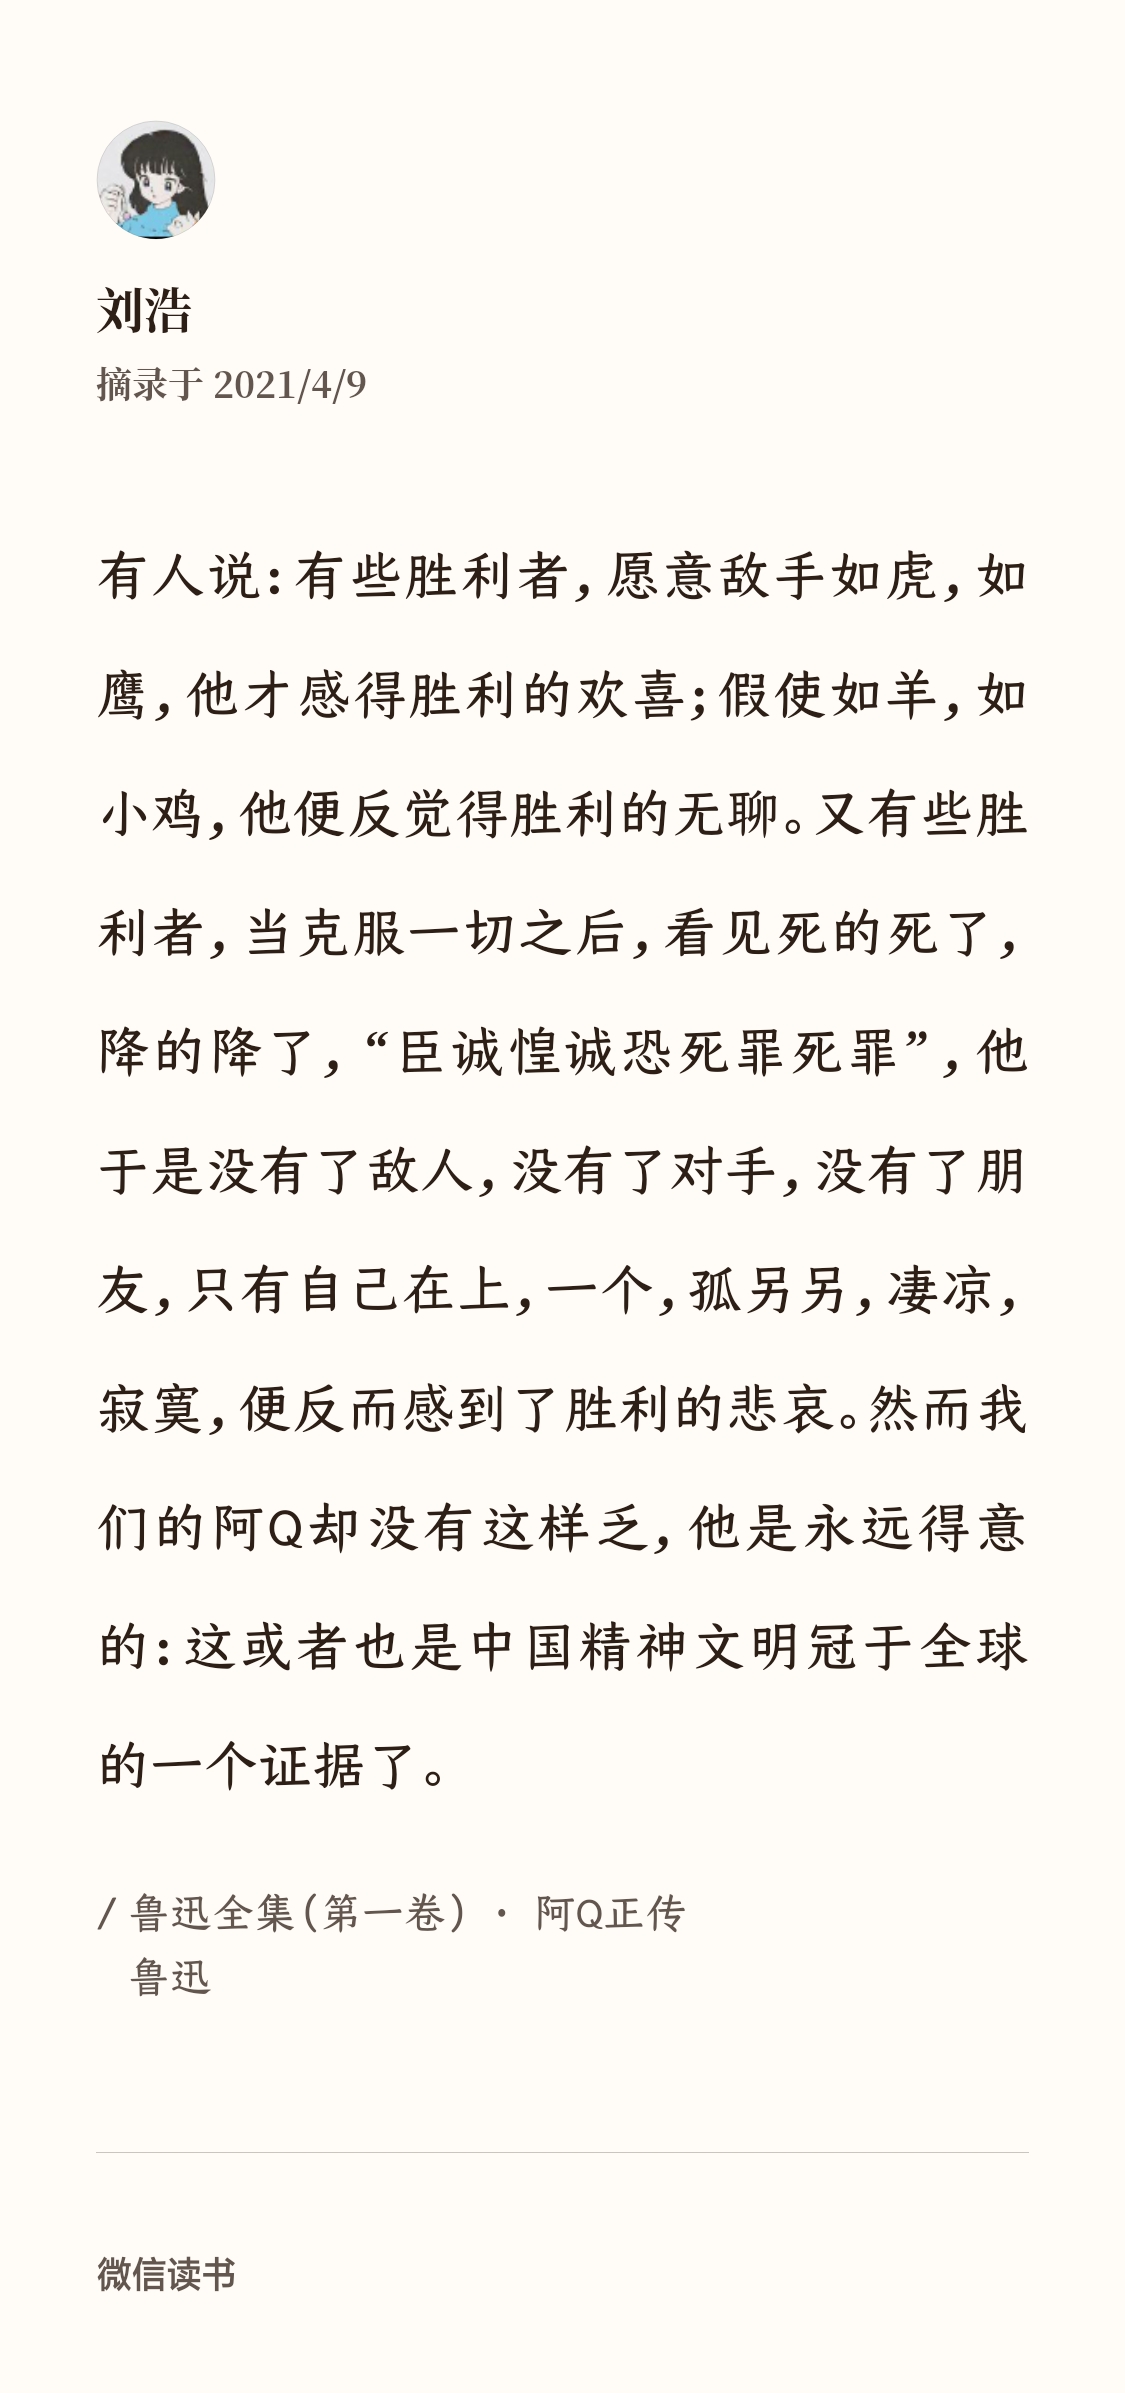 刘浩
摘录于 2021/4/9
有人说:有些胜利者,愿意敌手如虎,如
鹰,他才感得胜利的欢喜;假使如羊,如
小鸡,他便反觉得胜利的无聊。又有些胜
利者,当克服一切之后,看见死的死了,
降的降了,“臣诚惶诚恐死罪死罪”,他
于是没有了敌人,没有了对手,没有了朋
友,只有自己在上,一个,孤另另,凄凉,
寂寞,便反而感到了胜利的悲哀。然而我
们的阿Q却没有这样乏,他是永远得意
的:这或者也是中国精神文明冠于全球
的一个证据了。
/ 鲁迅全集(第一卷) · 阿Q正传
鲁迅
微信读书